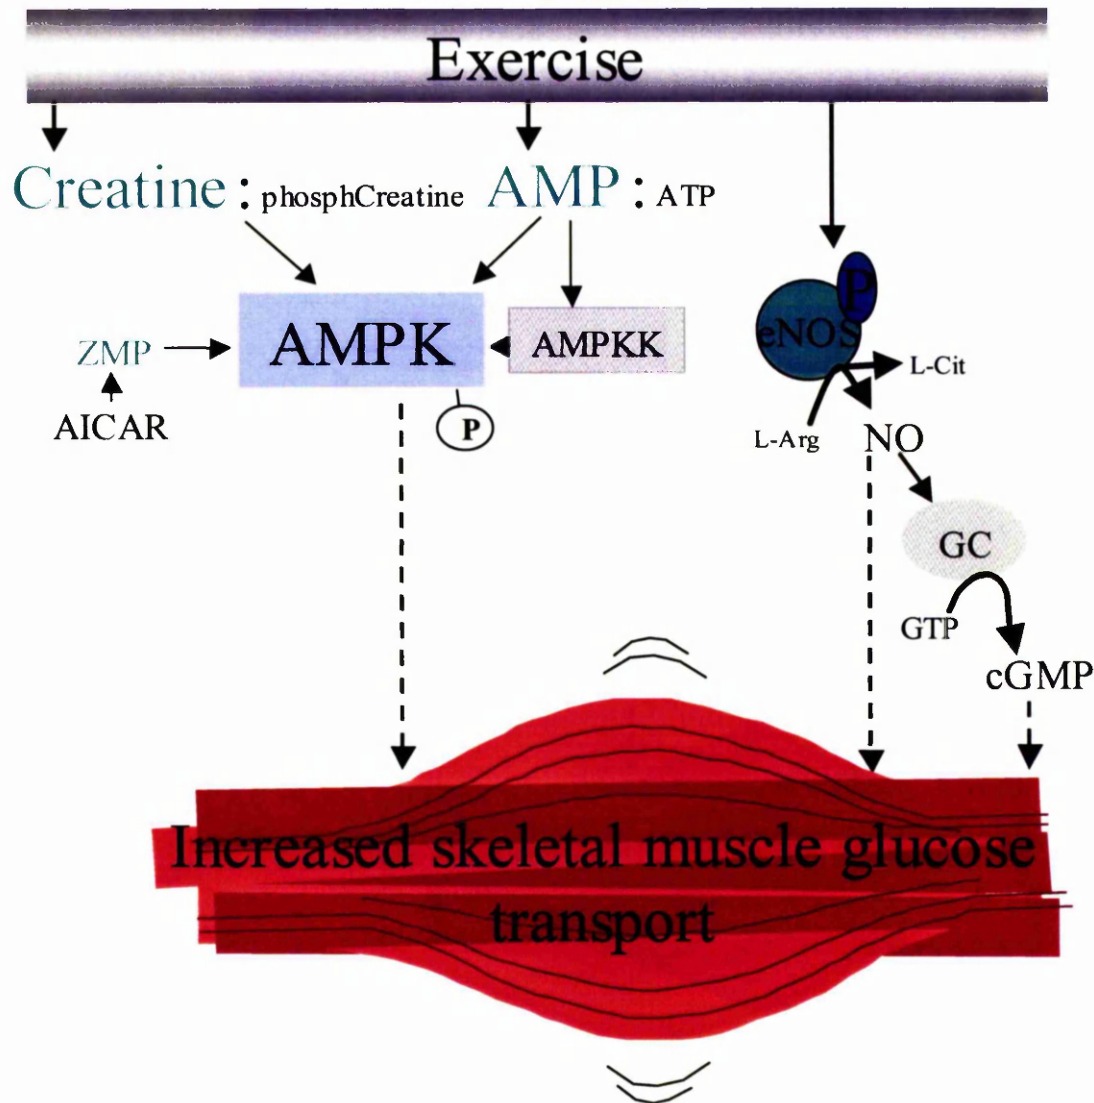 Exercise
Creatine : phosphCreatine AMP : ATP
P
eNOS
AMPK
AMPKK
ZMP
L-Cit
AICAR
P
L-Arg
NO
GC
GTP
cGMP
Increased skeletal muscle glucose
transport